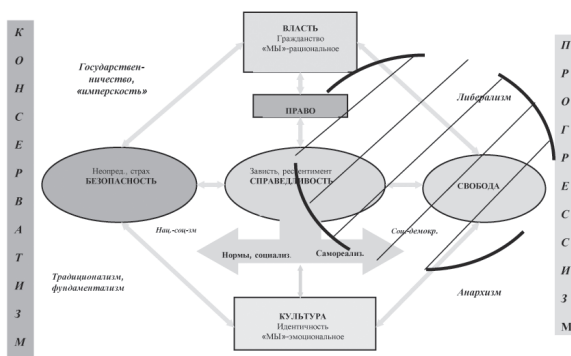 К
О
Н
С
Е
Р
В
А
Т
И
З
М
ВЛАСТЬ
Гражданство
«МЫ»-рациональное
Государствен-
ничество,
«имперскость»
ПРАВО
Либерализм
Неопред., страх
БЕЗОПАСНОСТЬ
Зависть, ресентимент
СПРАВЕДЛИВОСТЬ
СВОБОДА
Нац.-соц-зм
Соц-демокр.
Нормы, социализ.
Самореализ.
Традиционализм,
фундаментализм
Анархизм
КУЛЬТУРА
Идентичность
«МЫ»-эмоциональное
П
Р
О
Г
Р
Е
С
С
И
З
М